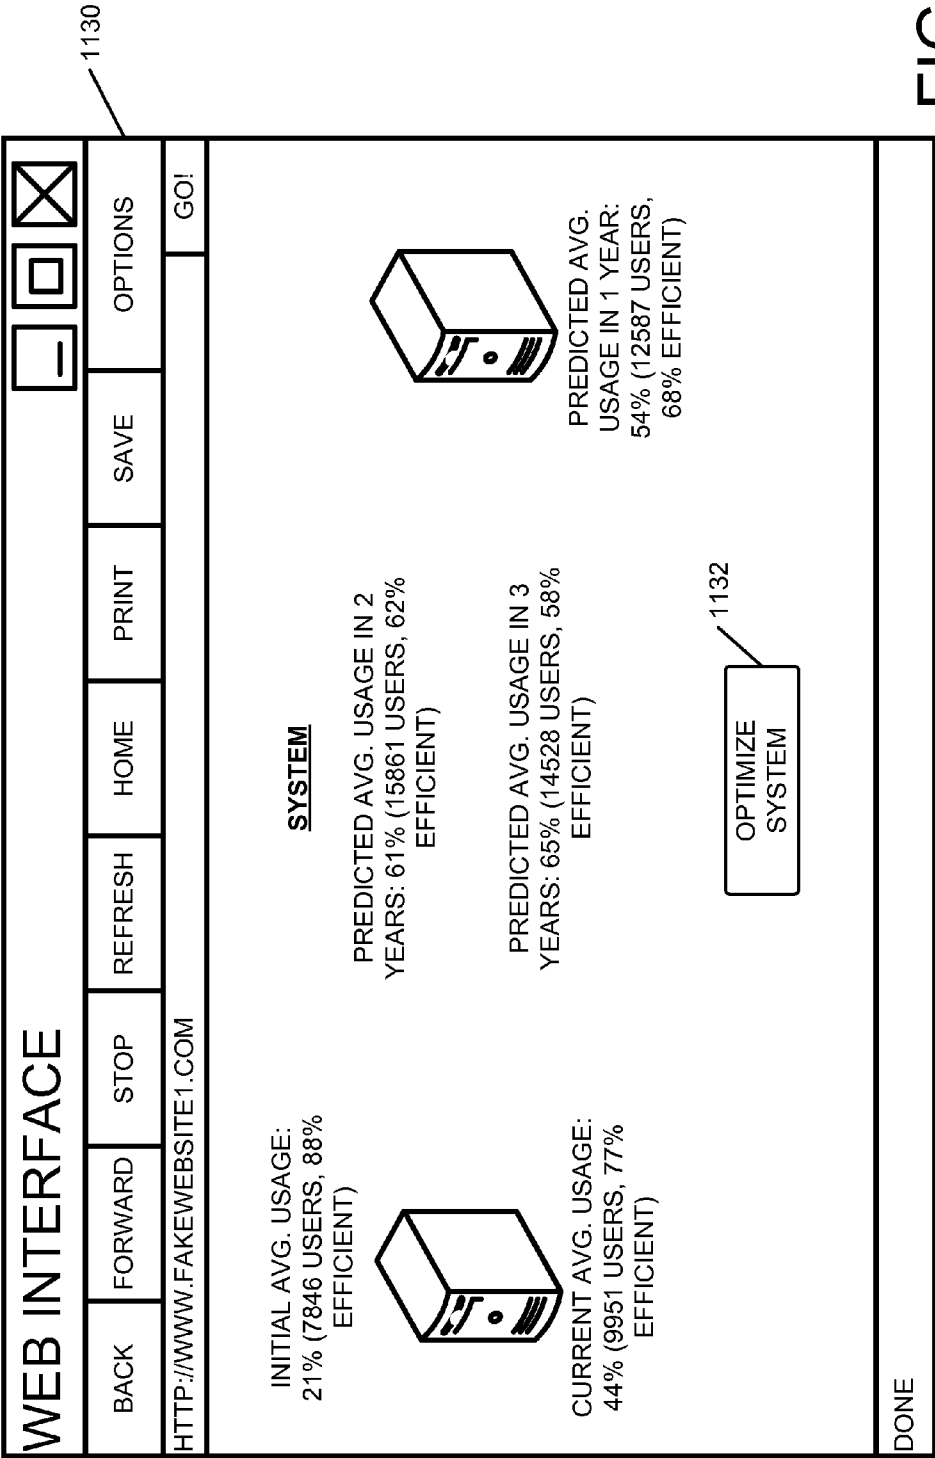 WEB INTERFACE
BACK
FORWARD
STOP
REFRESH
HOME
PRINT
SAVE
OPTIONS
1130
HTTP://WWW.FAKEWEBSITE1.COM
GO!
INITIAL AVG. USAGE:
21% (7846 USERS, 88%
EFFICIENT)
CURRENT AVG. USAGE:
44% (9951 USERS, 77%
EFFICIENT)
SYSTEM
PREDICTED AVG. USAGE IN 2
YEARS: 61% (15861 USERS, 62%
EFFICIENT)
PREDICTED AVG. USAGE IN 3
YEARS: 65% (14528 USERS, 58%
EFFICIENT)
OPTIMIZE
SYSTEM
1132
PREDICTED AVG.
USAGE IN 1 YEAR:
54% (12587 USERS,
68% EFFICIENT)
DONE